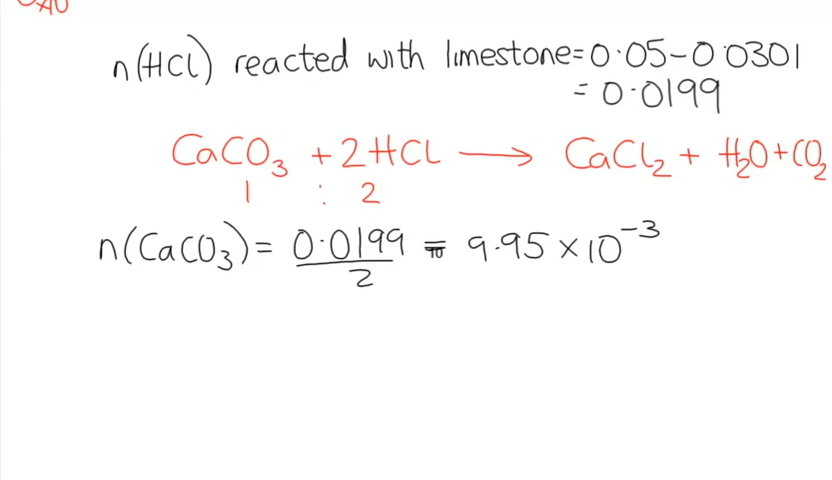 n(HCl) reacted with limestone=0.05-0.0301
= 0.0199
CaCO₃ + 2HCl → CaCl₂ + H₂O+CO₂
1 : 2
n(CaCO₃)= 0.0199/2 = 9.95×10⁻³